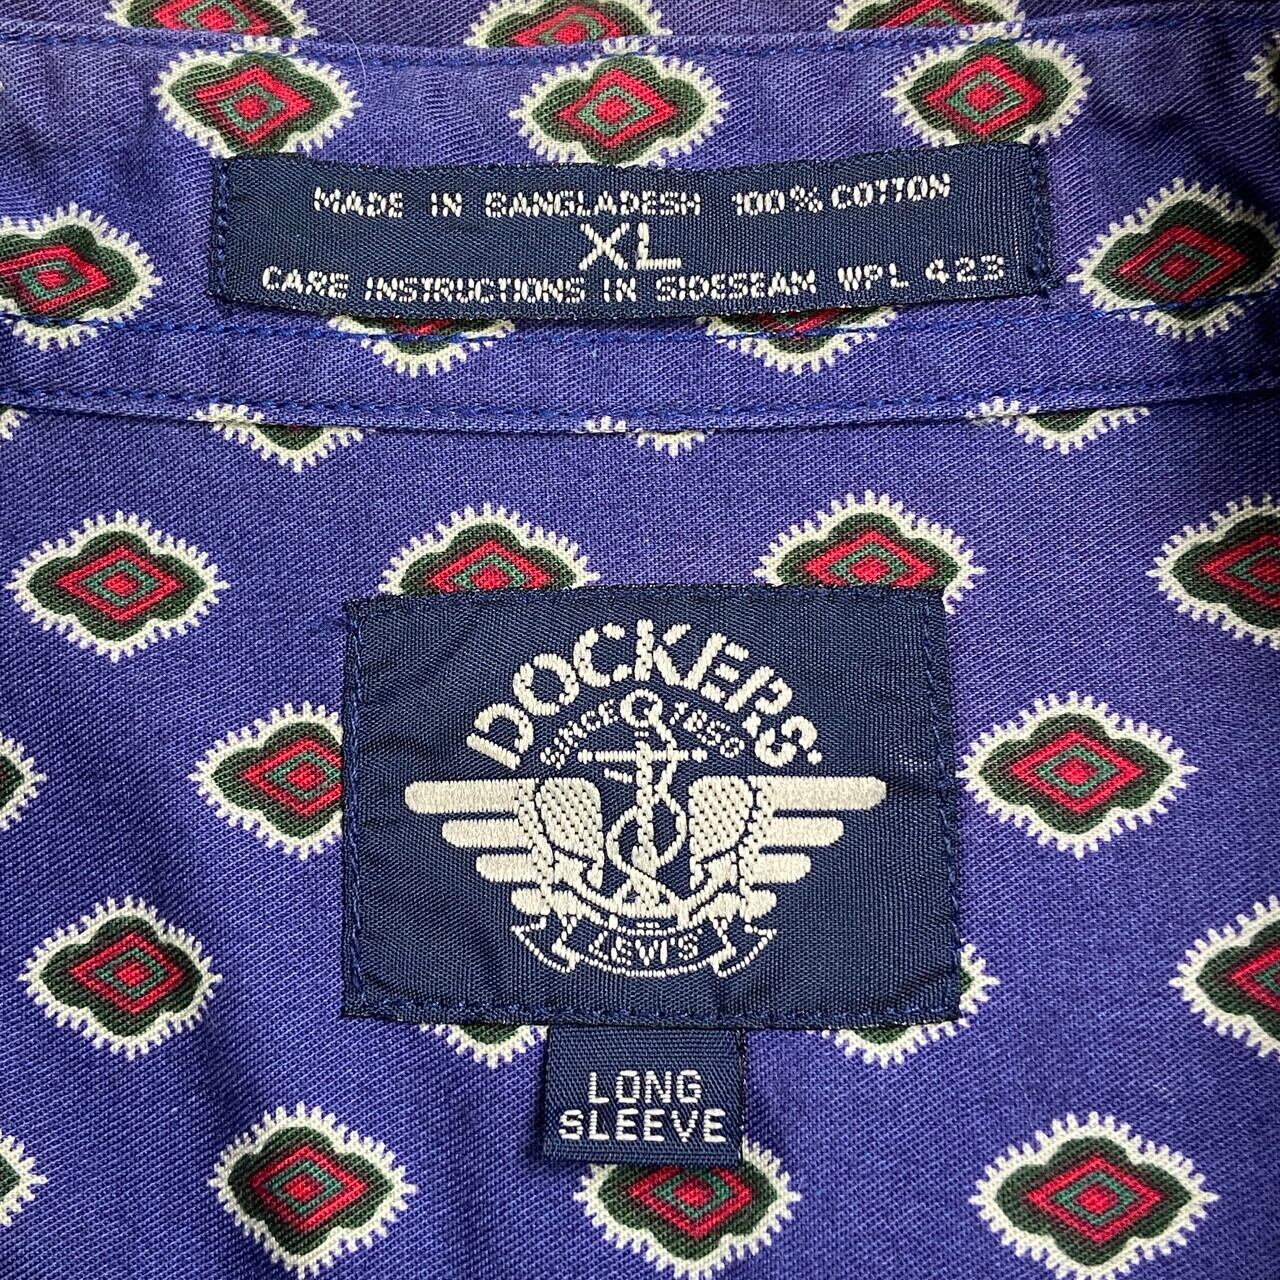 MADE IN BANGLADESH 100% COTTON
XL
CARE INSTRUCTIONS IN SIDESEAM WPL 423
DOCKERS
SINCE 1850
LEVI'S
LONG
SLEEVE